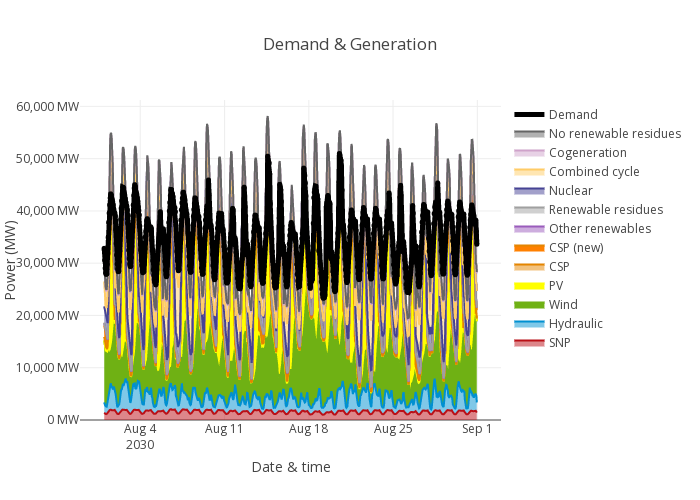 Demand & Generation
60,000 MW
50,000 MW
40,000 MW
30,000 MW
20,000 MW
10,000 MW
0 MW
Power (MW)
Aug 4
2030
Aug 11
Aug 18
Aug 25
Sep 1
Date & time
Demand
No renewable residues
Cogeneration
Combined cycle
Nuclear
Renewable residues
Other renewables
CSP (new)
CSP
PV
Wind
Hydraulic
SNP